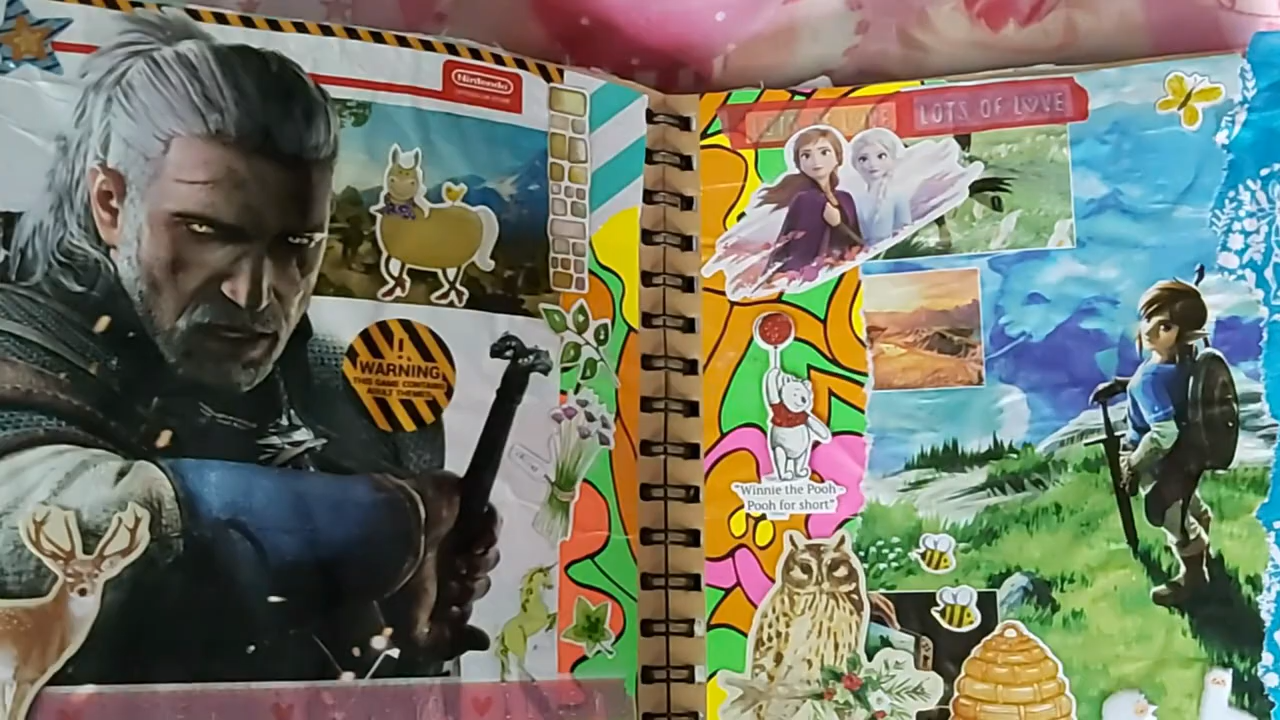 Nintendo
!
WARNING
THIS GAME CONTAINS
ADULT THEMES
LOTS OF LOVE
"Winnie the Pooh -
Pooh for short"